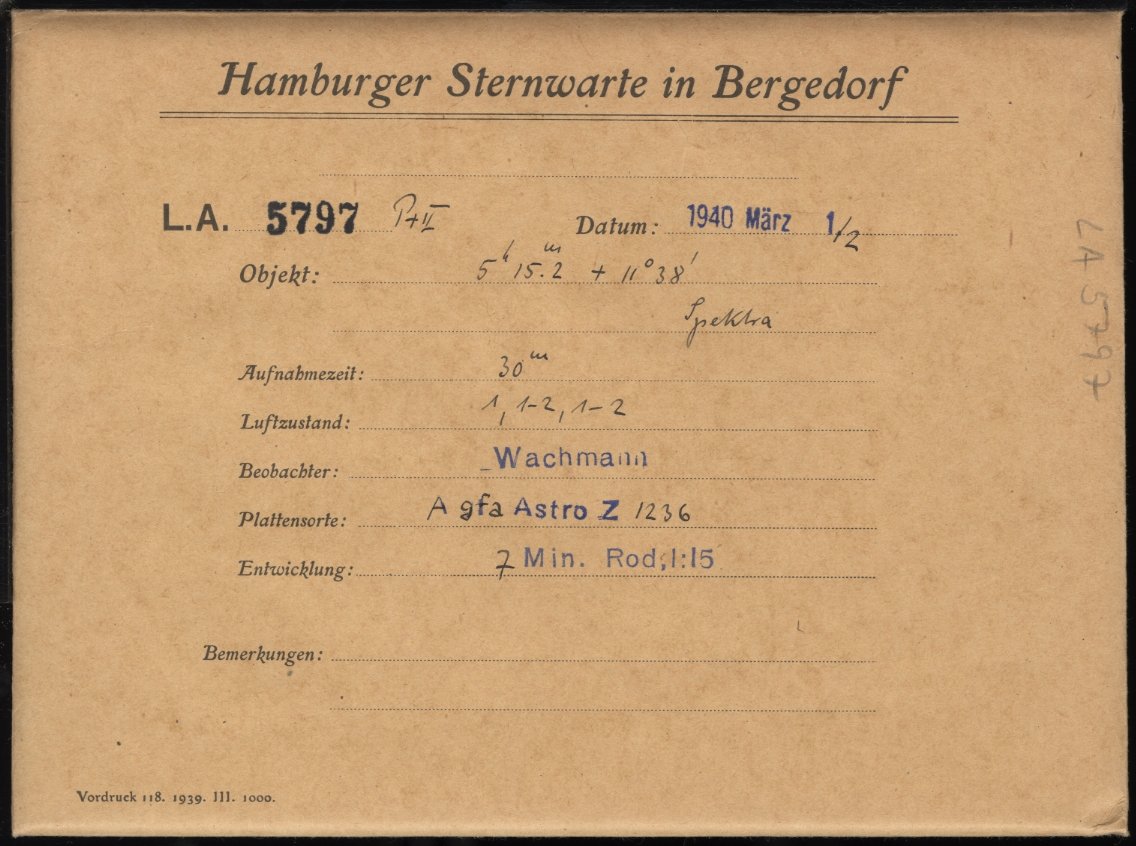 Hamburger Sternwarte in Bergedorf
L.A. 5797 P+II Datum: 1940 März 1/2
Objekt: 5h 15.2m + 11° 38'
Spektra
Aufnahmezeit: 30m
Luftzustand: 1, 1-2, 1-2
Beobachter: Wachmann
Plattensorte: Agfa Astro Z 1236
Entwicklung: 7 Min. Rod, 1:15
Bemerkungen:
Vordruck 118. 1939. III. 1000.
LA 5797